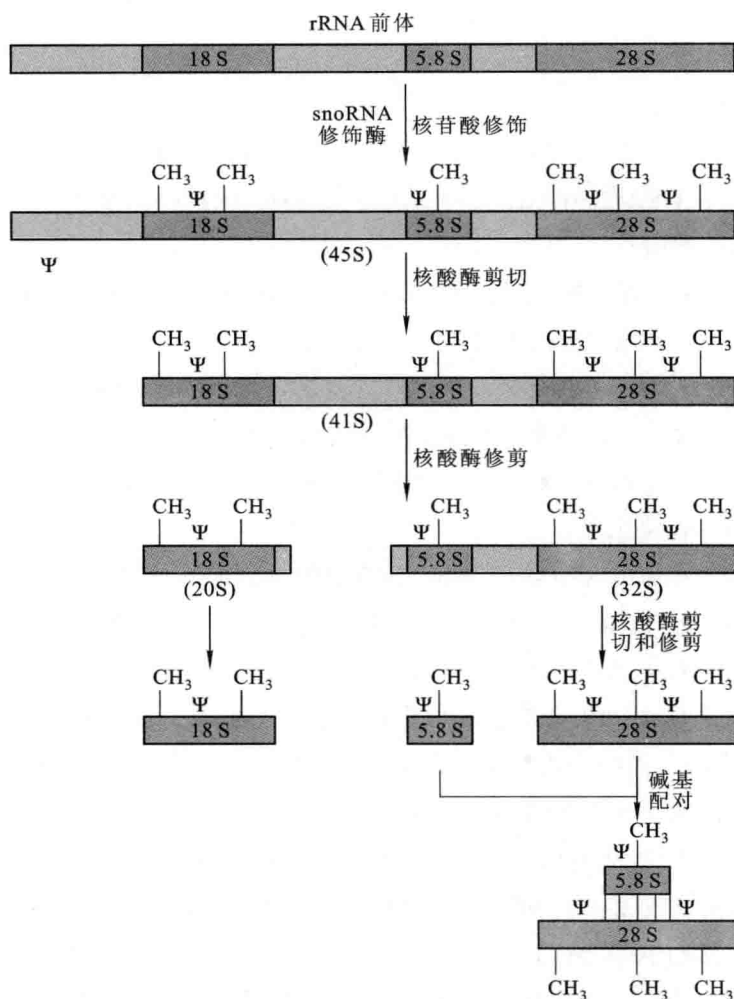 rRNA 前体
18 S 5.8 S 28 S
snoRNA
修饰酶
核苷酸修饰
CH₃ CH₃ CH₃ CH₃ CH₃ CH₃
Ψ Ψ Ψ Ψ
18 S 5.8 S 28 S
(45S)
Ψ
核酸酶剪切
CH₃ CH₃ CH₃ CH₃ CH₃ CH₃
Ψ Ψ Ψ Ψ
18 S 5.8 S 28 S
(41S)
核酸酶修剪
CH₃ CH₃ CH₃ CH₃ CH₃ CH₃
Ψ Ψ Ψ Ψ
18 S 5.8 S 28 S
(20S) (32S)
核酸酶剪
切和修剪
CH₃ CH₃ CH₃ CH₃ CH₃ CH₃
Ψ Ψ Ψ Ψ
18 S 5.8 S 28 S
碱基
配对
CH₃
Ψ
5.8 S
Ψ Ψ
28 S
CH₃ CH₃ CH₃